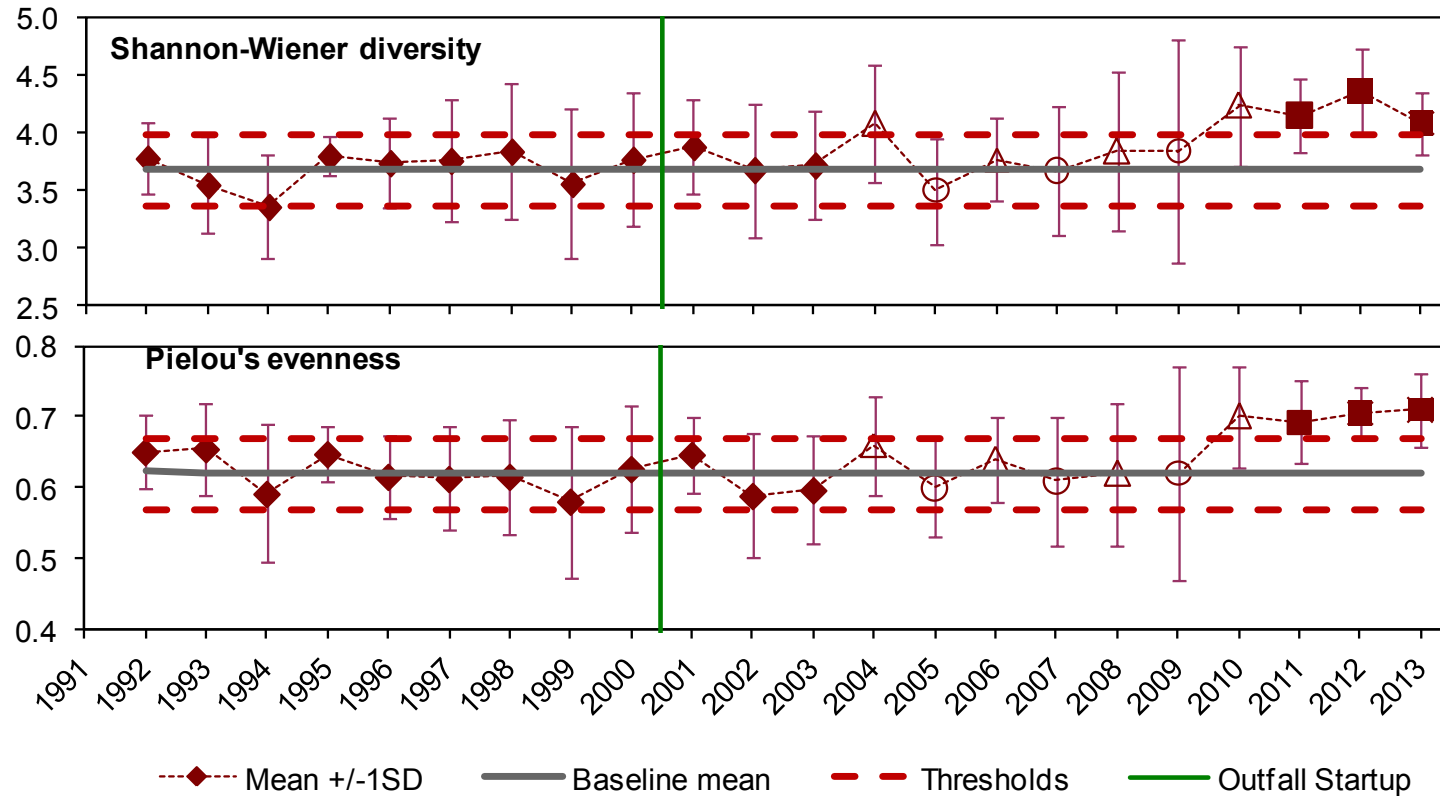 5.0
Shannon-Wiener diversity
4.5
4.0
3.5
3.0
2.5
0.8
Pielou's evenness
0.7
0.6
0.5
0.4
1991 1992 1993 1994 1995 1996 1997 1998 1999 2000 2001 2002 2003 2004 2005 2006 2007 2008 2009 2010 2011 2012 2013
Mean +/-1SD Baseline mean Thresholds Outfall Startup